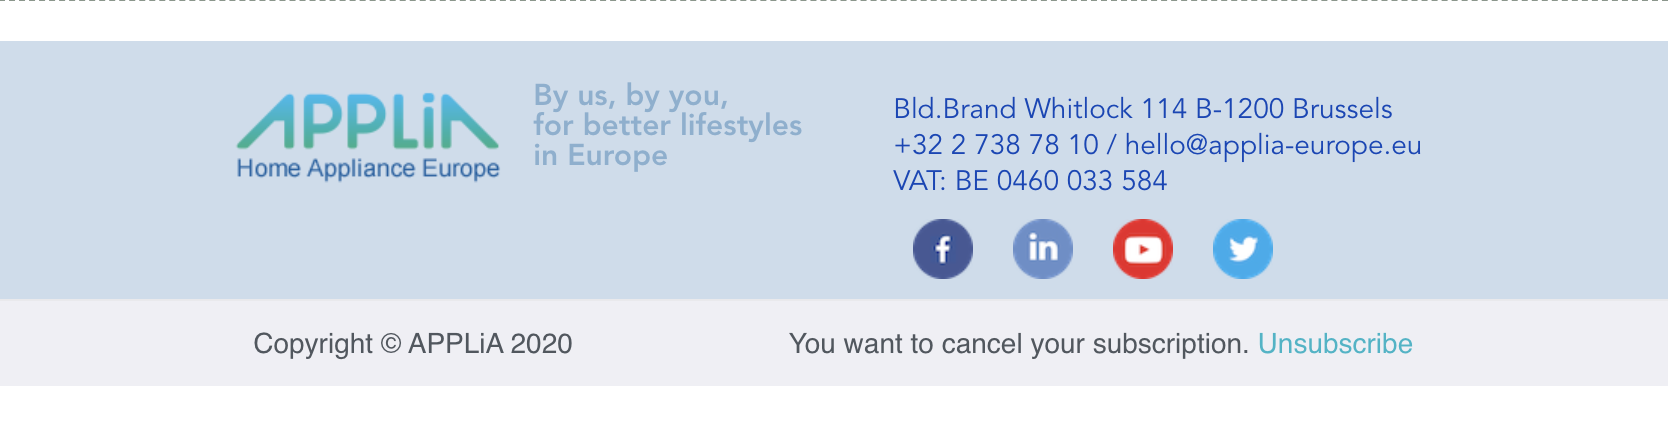 APPLiA
Home Appliance Europe
By us, by you,
for better lifestyles
in Europe
Bld.Brand Whitlock 114 B-1200 Brussels
+32 2 738 78 10 / hello@applia-europe.eu
VAT: BE 0460 033 584
f
in
Copyright © APPLiA 2020
You want to cancel your subscription. Unsubscribe